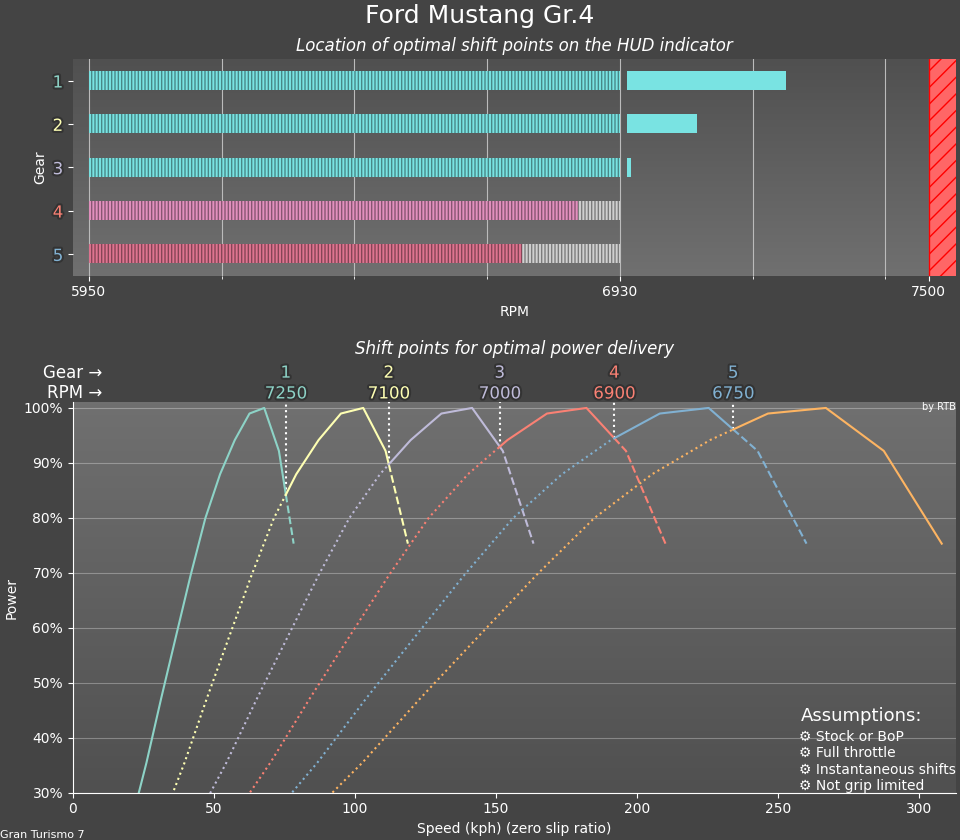 Ford Mustang Gr.4
Location of optimal shift points on the HUD indicator
Gear
1
2
3
4
5
5950
6930
7500
RPM
Shift points for optimal power delivery
Gear → 1 2 3 4 5
RPM → 7250 7100 7000 6900 6750
by RTB
Power
100%
90%
80%
70%
60%
50%
40%
30%
Assumptions:
⚙ Stock or BoP
⚙ Full throttle
⚙ Instantaneous shifts
⚙ Not grip limited
0 50 100 150 200 250 300
Speed (kph) (zero slip ratio)
Gran Turismo 7